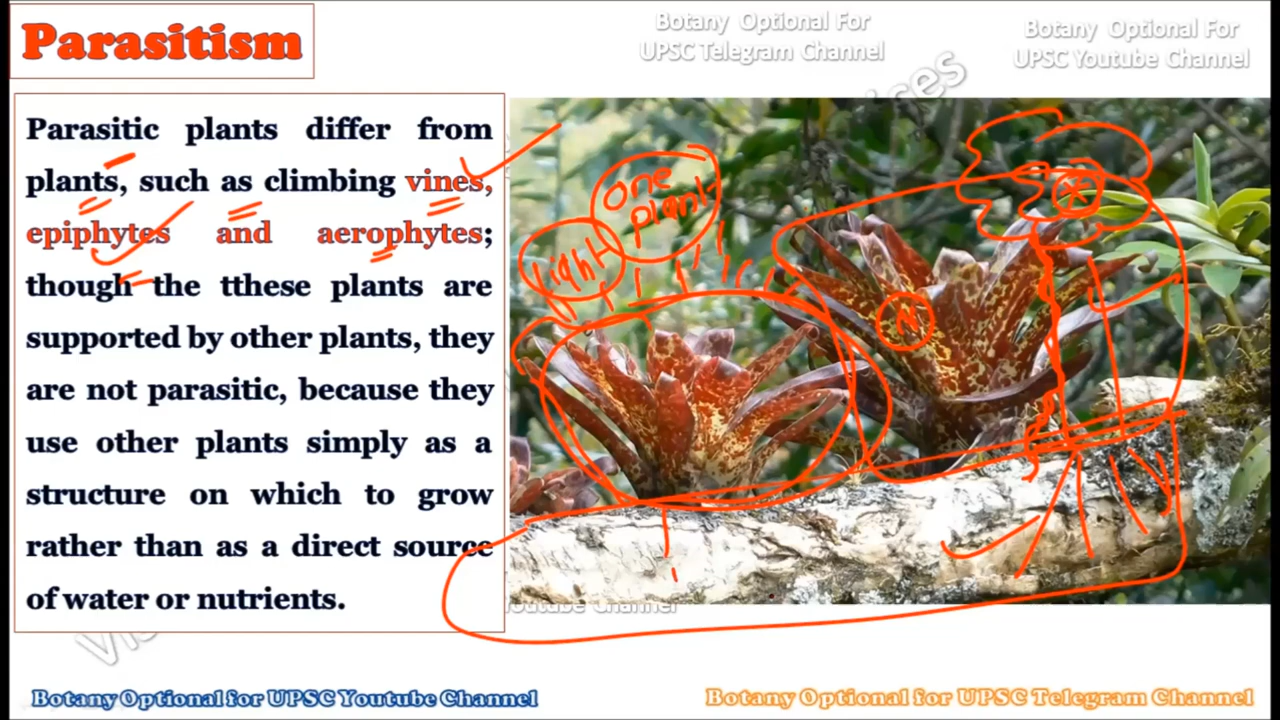 Parasitism
Botany Optional For
UPSC Telegram Channel
Botany Optional For
UPSC Youtube Channel
Parasitic plants differ from
plants, such as climbing vines,
epiphytes and aerophytes;
though the tthese plants are
supported by other plants, they
are not parasitic, because they
use other plants simply as a
structure on which to grow
rather than as a direct source
of water or nutrients.
one
plant
light
N
Youtube Channel
Botany Optional for UPSC Youtube Channel
Botany Optional for UPSC Telegram Channel